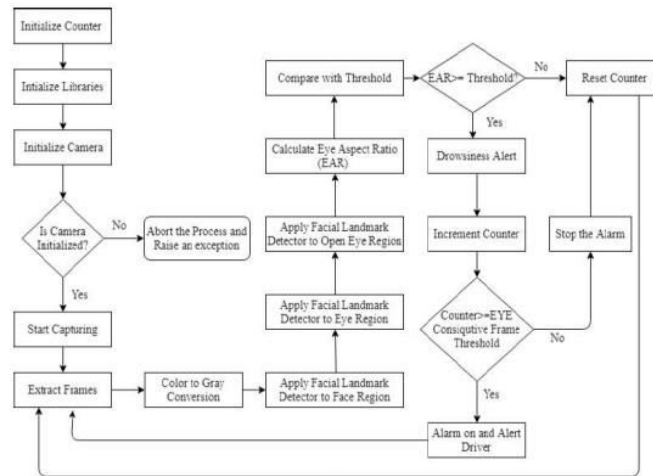 Initialize Counter
Intialize Libraries
Initialize Camera
Is Camera
Initialized?
No
Abort the Process and
Raise an exception
Yes
Start Capturing
Extract Frames
Color to Gray
Conversion
Apply Facial Landmark
Detector to Face Region
Apply Facial Landmark
Detector to Eye Region
Apply Facial Landmark
Detector to Open Eye Region
Calculate Eye Aspect Ratio
(EAR)
Compare with Threshold
EAR>= Threshold?
No
Reset Counter
Yes
Drowsiness Alert
Increment Counter
Counter>=EYE
Consiqutive Frame
Threshold
No
Stop the Alarm
Yes
Alarm on and Alert
Driver